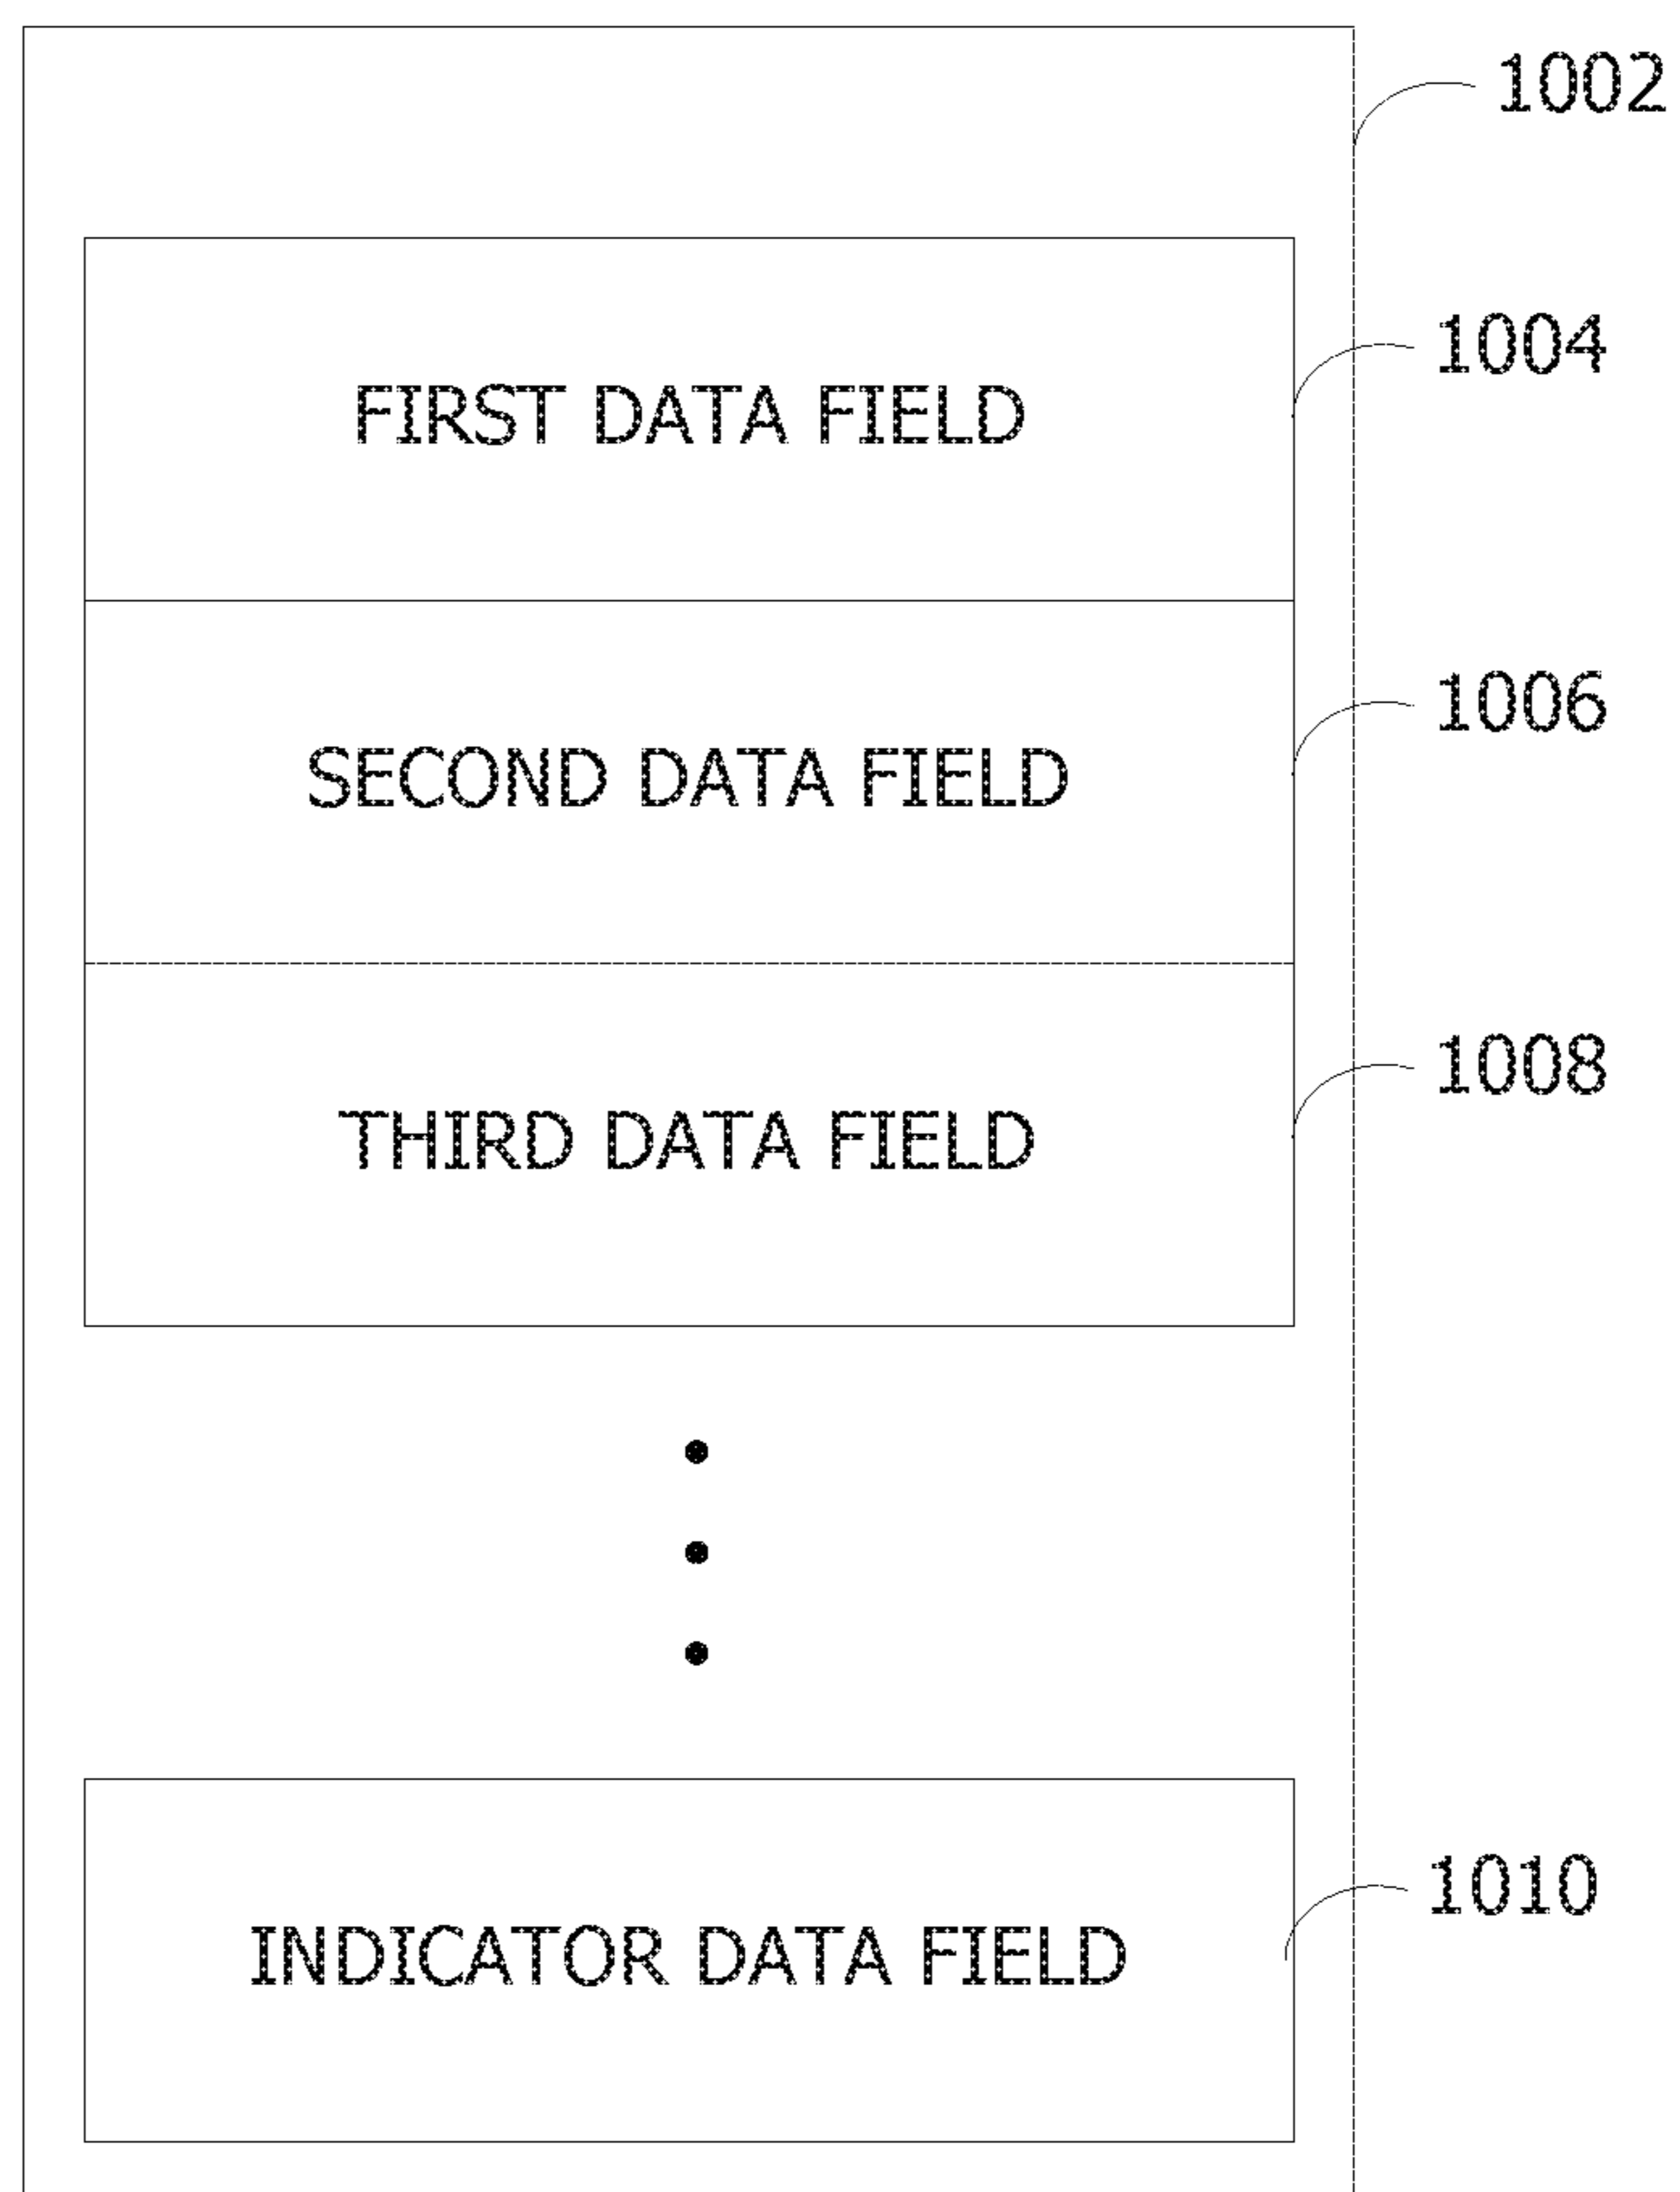 1002
1004
FIRST DATA FIELD
1006
SECOND DATA FIELD
1008
THIRD DATA FIELD
1010
INDICATOR DATA FIELD